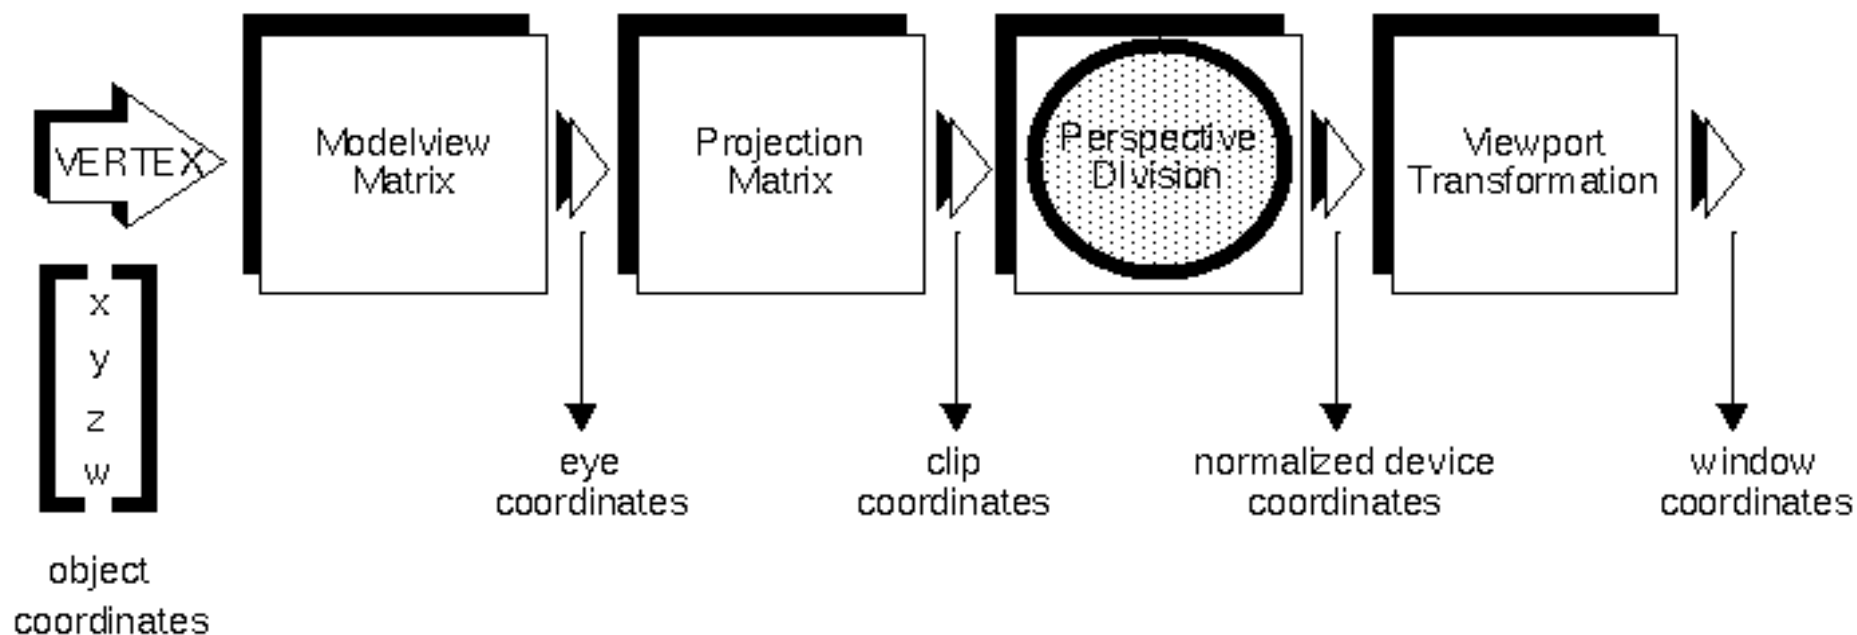 VERTEX
Modelview
Matrix
Projection
Matrix
Perspective
Division
Viewport
Transformation
x
y
z
w
object
coordinates
eye
coordinates
clip
coordinates
normalized device
coordinates
window
coordinates